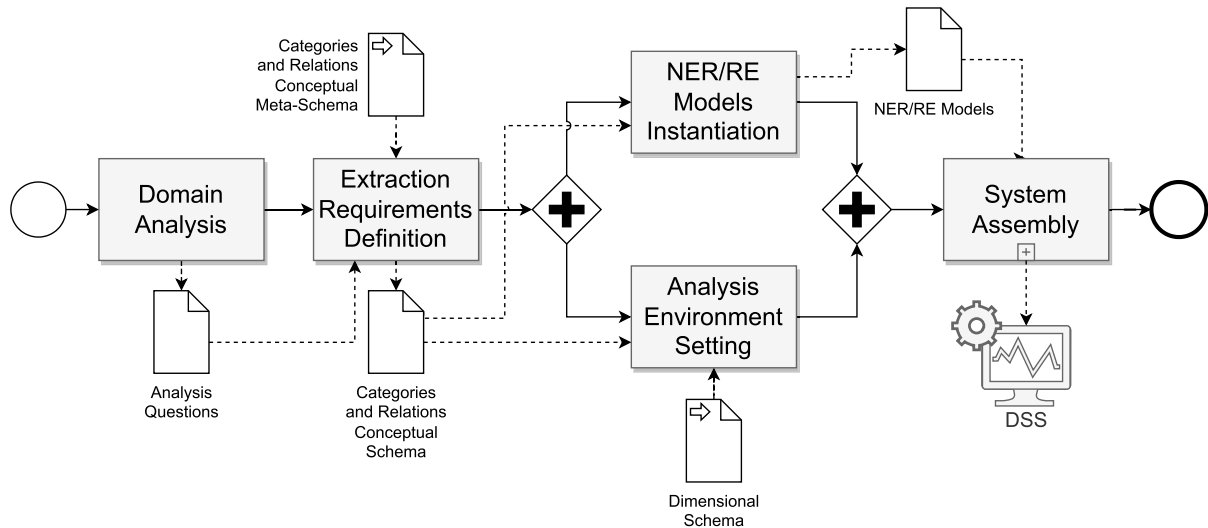 Categories
and Relations
Conceptual
Meta-Schema
NER/RE
Models
Instantiation
NER/RE Models
Domain
Analysis
Extraction
Requirements
Definition
System
Assembly
Analysis
Environment
Setting
Analysis
Questions
Categories
and Relations
Conceptual
Schema
DSS
Dimensional
Schema